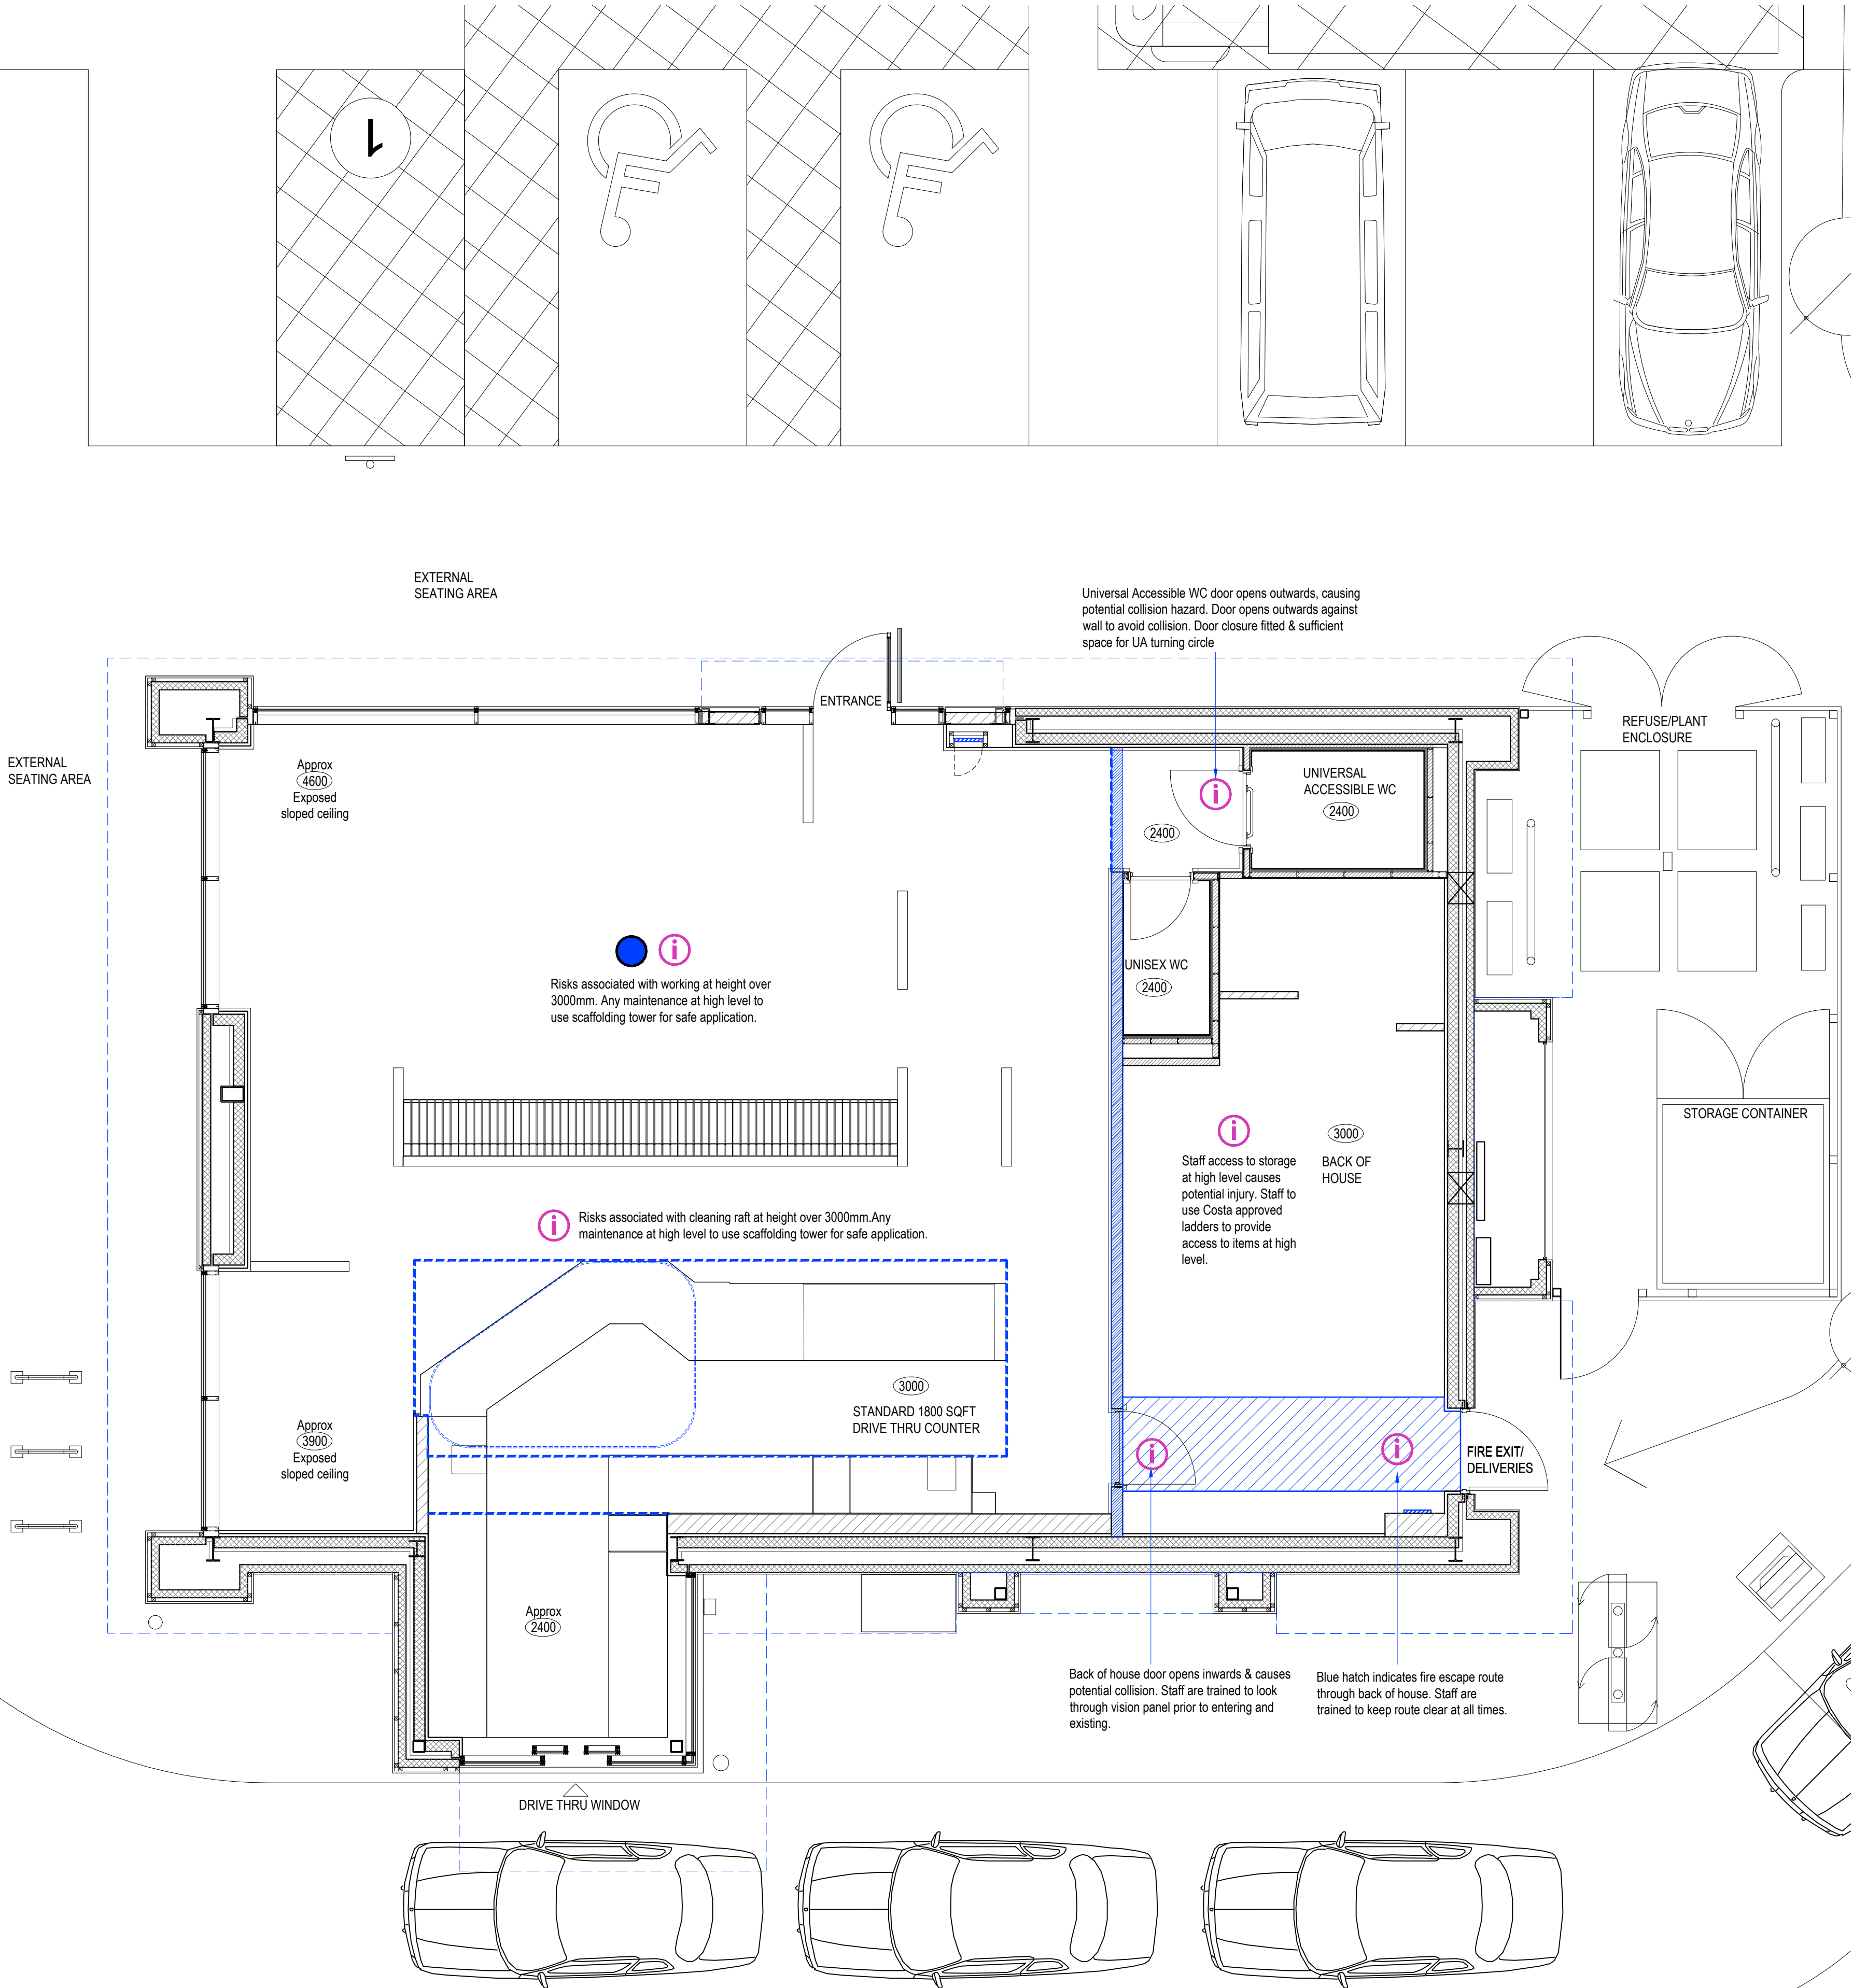 1
EXTERNAL
SEATING AREA
Universal Accessible WC door opens outwards, causing
potential collision hazard. Door opens outwards against
wall to avoid collision. Door closure fitted & sufficient
space for UA turning circle
ENTRANCE
REFUSE/PLANT
ENCLOSURE
EXTERNAL
SEATING AREA
Approx
4600
Exposed
sloped ceiling
UNIVERSAL
ACCESSIBLE WC
2400
i
2400
UNISEX WC
2400
i
Risks associated with working at height over
3000mm. Any maintenance at high level to
use scaffolding tower for safe application.
STORAGE CONTAINER
i
Staff access to storage
at high level causes
potential injury. Staff to
use Costa approved
ladders to provide
access to items at high
level.
3000
BACK OF
HOUSE
i
Risks associated with cleaning raft at height over 3000mm.Any
maintenance at high level to use scaffolding tower for safe application.
3000
STANDARD 1800 SQFT
DRIVE THRU COUNTER
Approx
3900
Exposed
sloped ceiling
i
i
FIRE EXIT/
DELIVERIES
Approx
2400
Back of house door opens inwards & causes
potential collision. Staff are trained to look
through vision panel prior to entering and
existing.
Blue hatch indicates fire escape route
through back of house. Staff are
trained to keep route clear at all times.
DRIVE THRU WINDOW